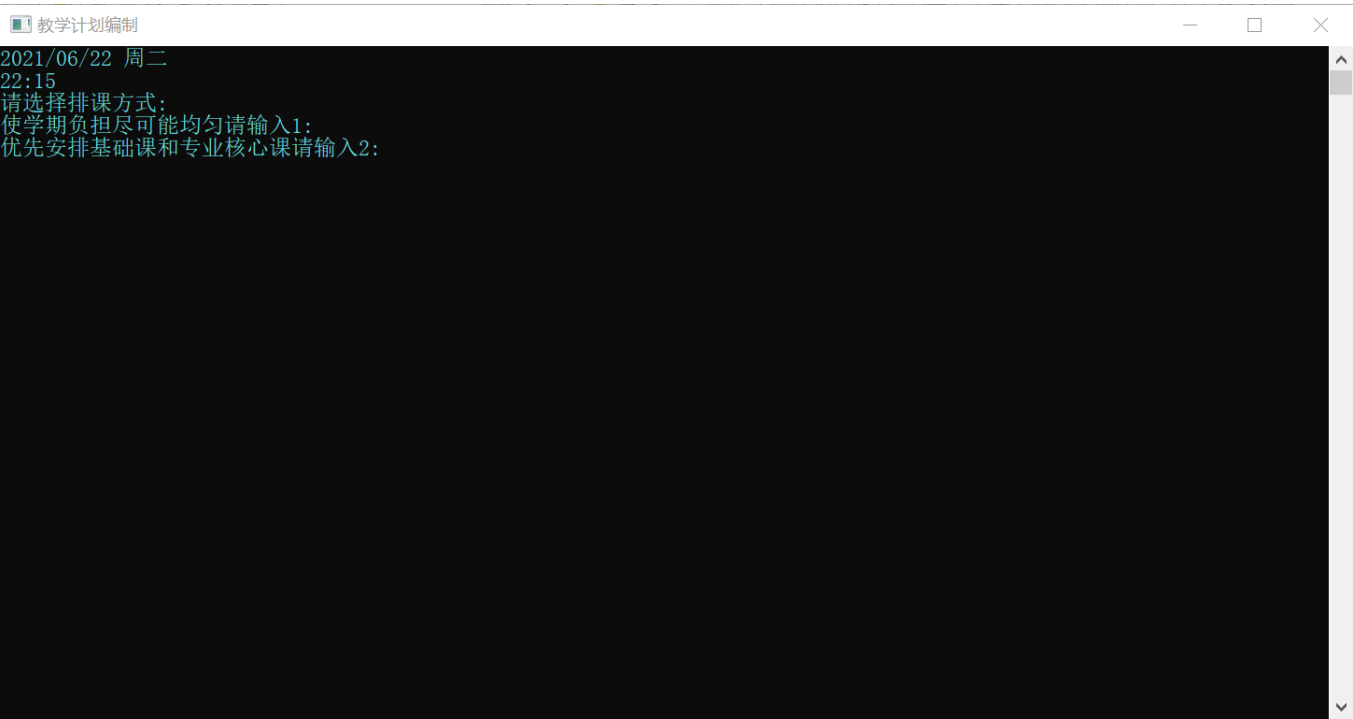 教学计划编制
2021/06/22 周二
22:15
请选择排课方式:
使学期负担尽可能均匀请输入1:
优先安排基础课和专业核心课请输入2: